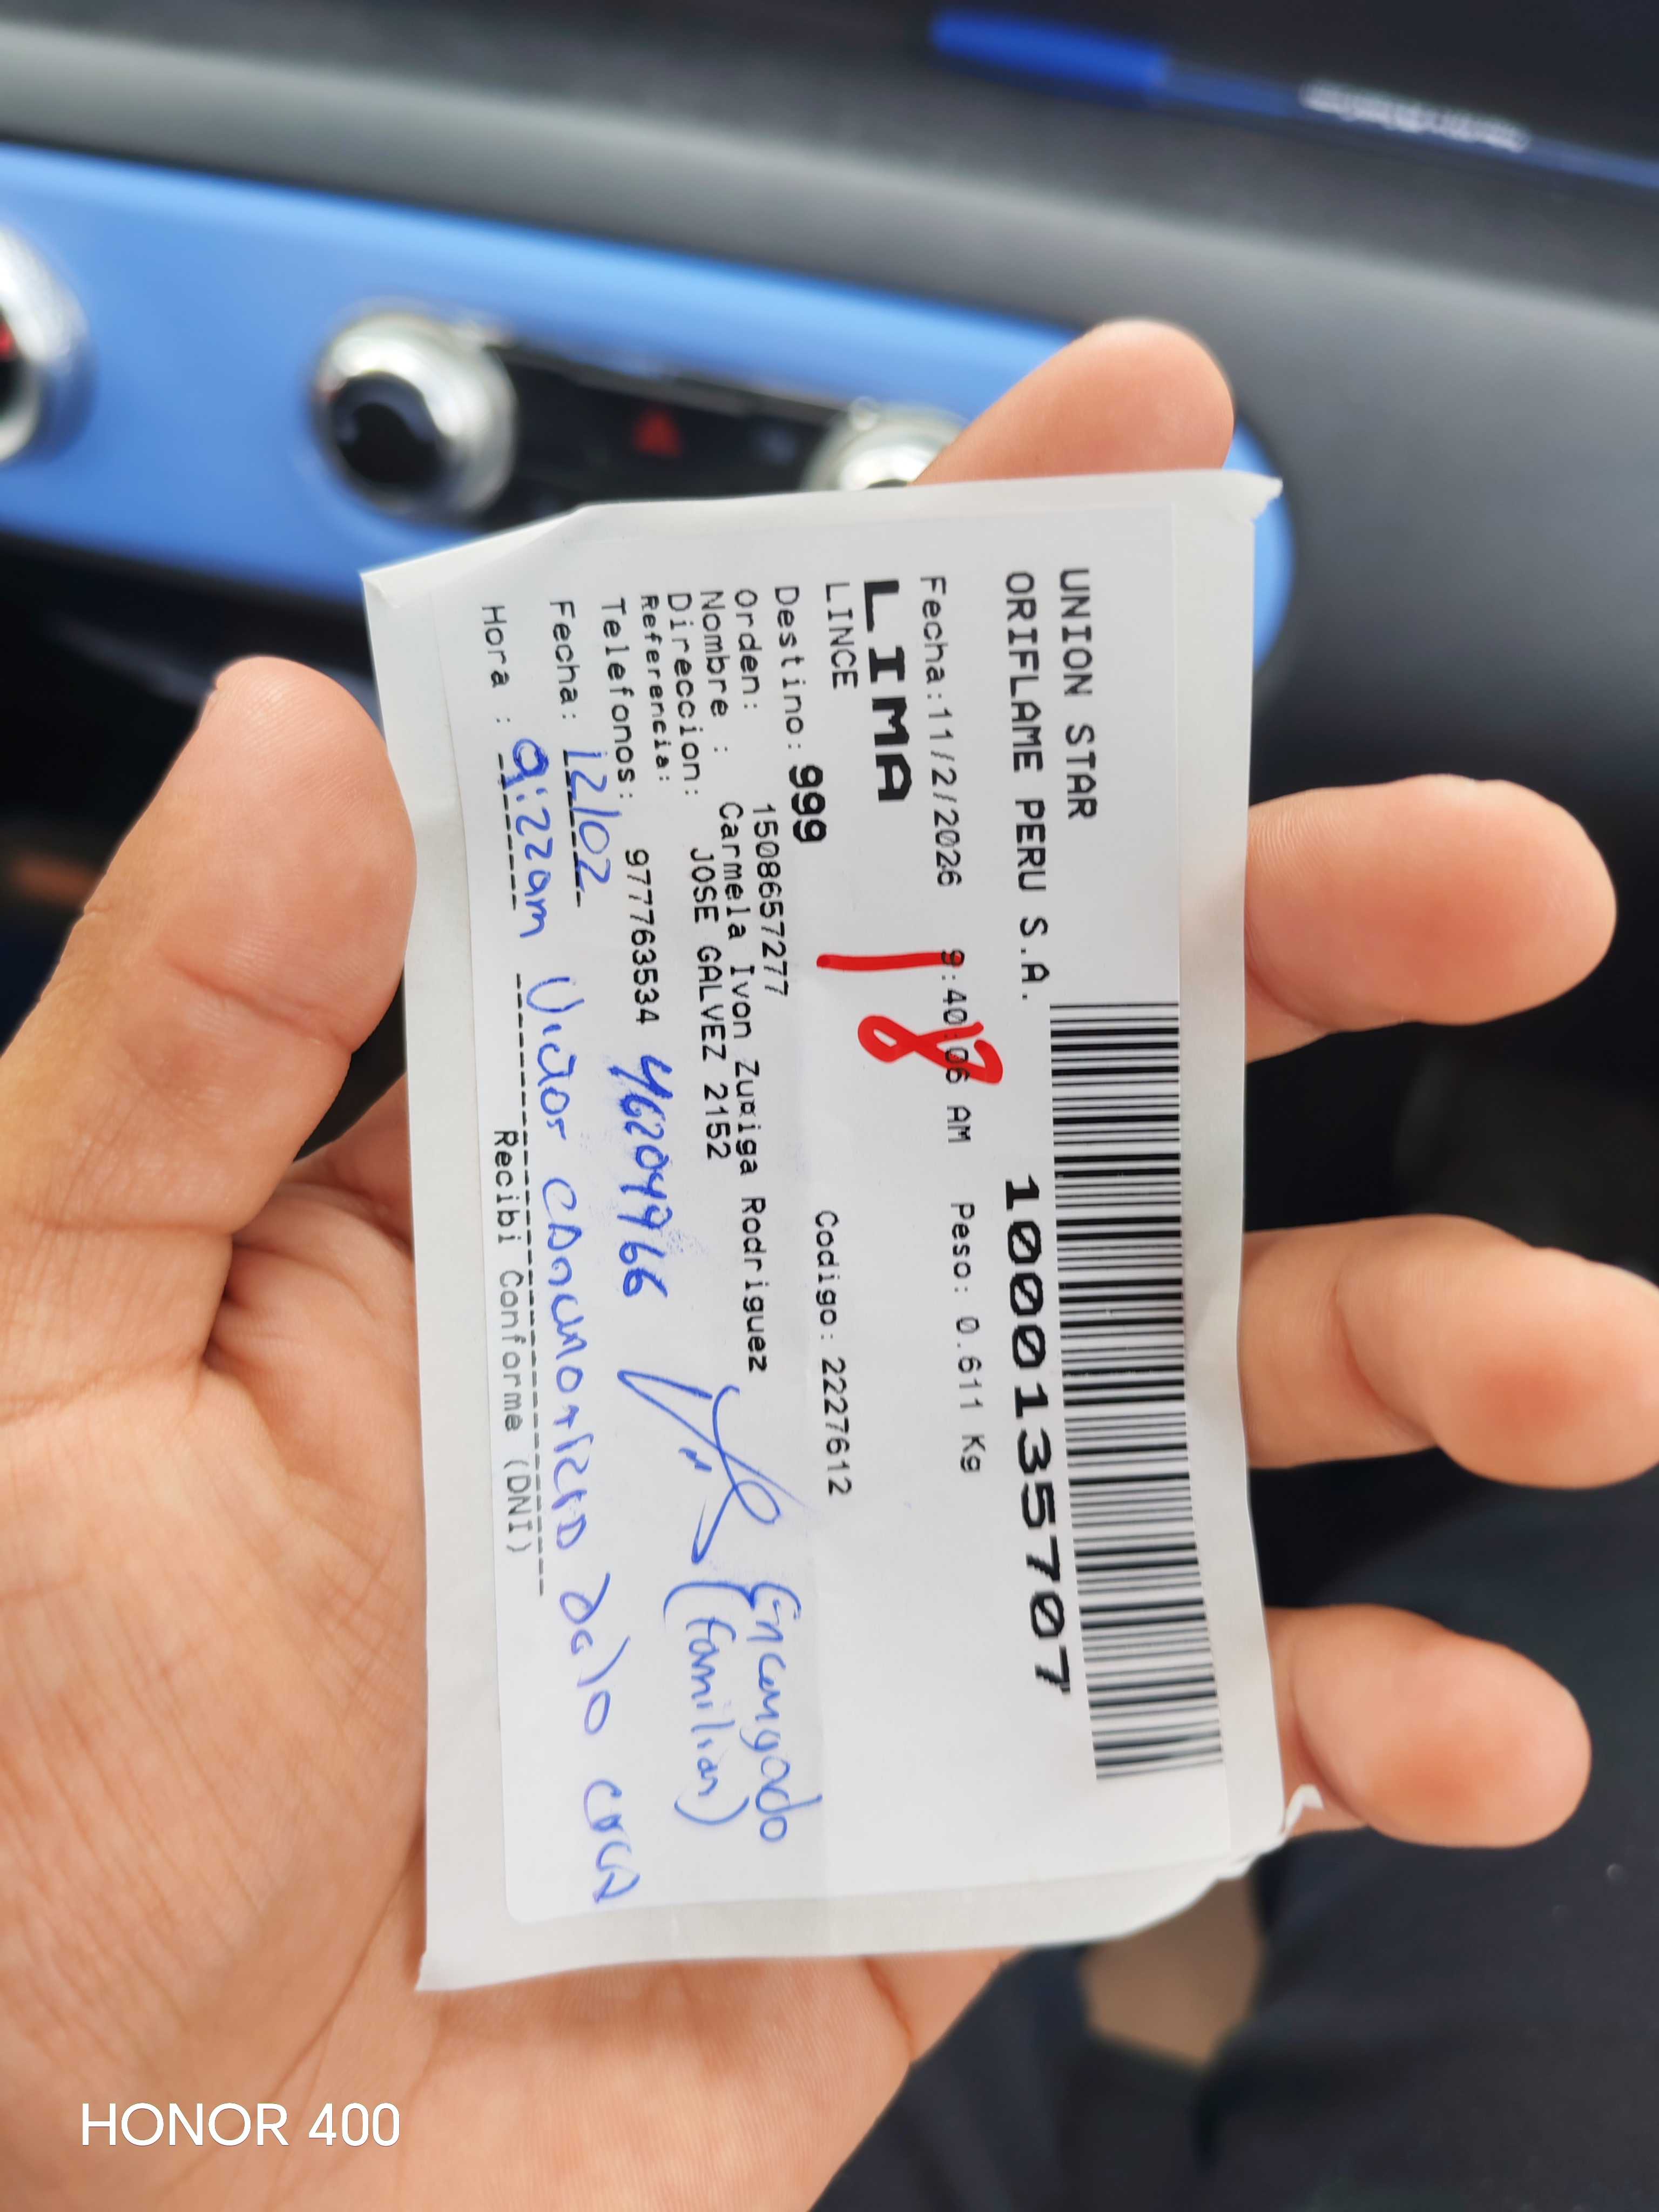 UNION STAR
ORIFLAME PERU S.A.
1000135707
Fecha:11/2/2026 9:40:06 AM Peso: 0.611 Kg
LIMA
18
LINCE
Codigo: 2227612
Destino: 999
Orden: 1508657277
Nombre : Carmela Ivon Zuñiga Rodriguez
Direccion: JOSE GALVEZ 2152
Referencia:
Telefonos: 977763534
46204966
Encargado
(familiar)
Fecha: 12/02
Hora : 9:22am Victor
Recibi Conforme (DNI)
HONOR 400